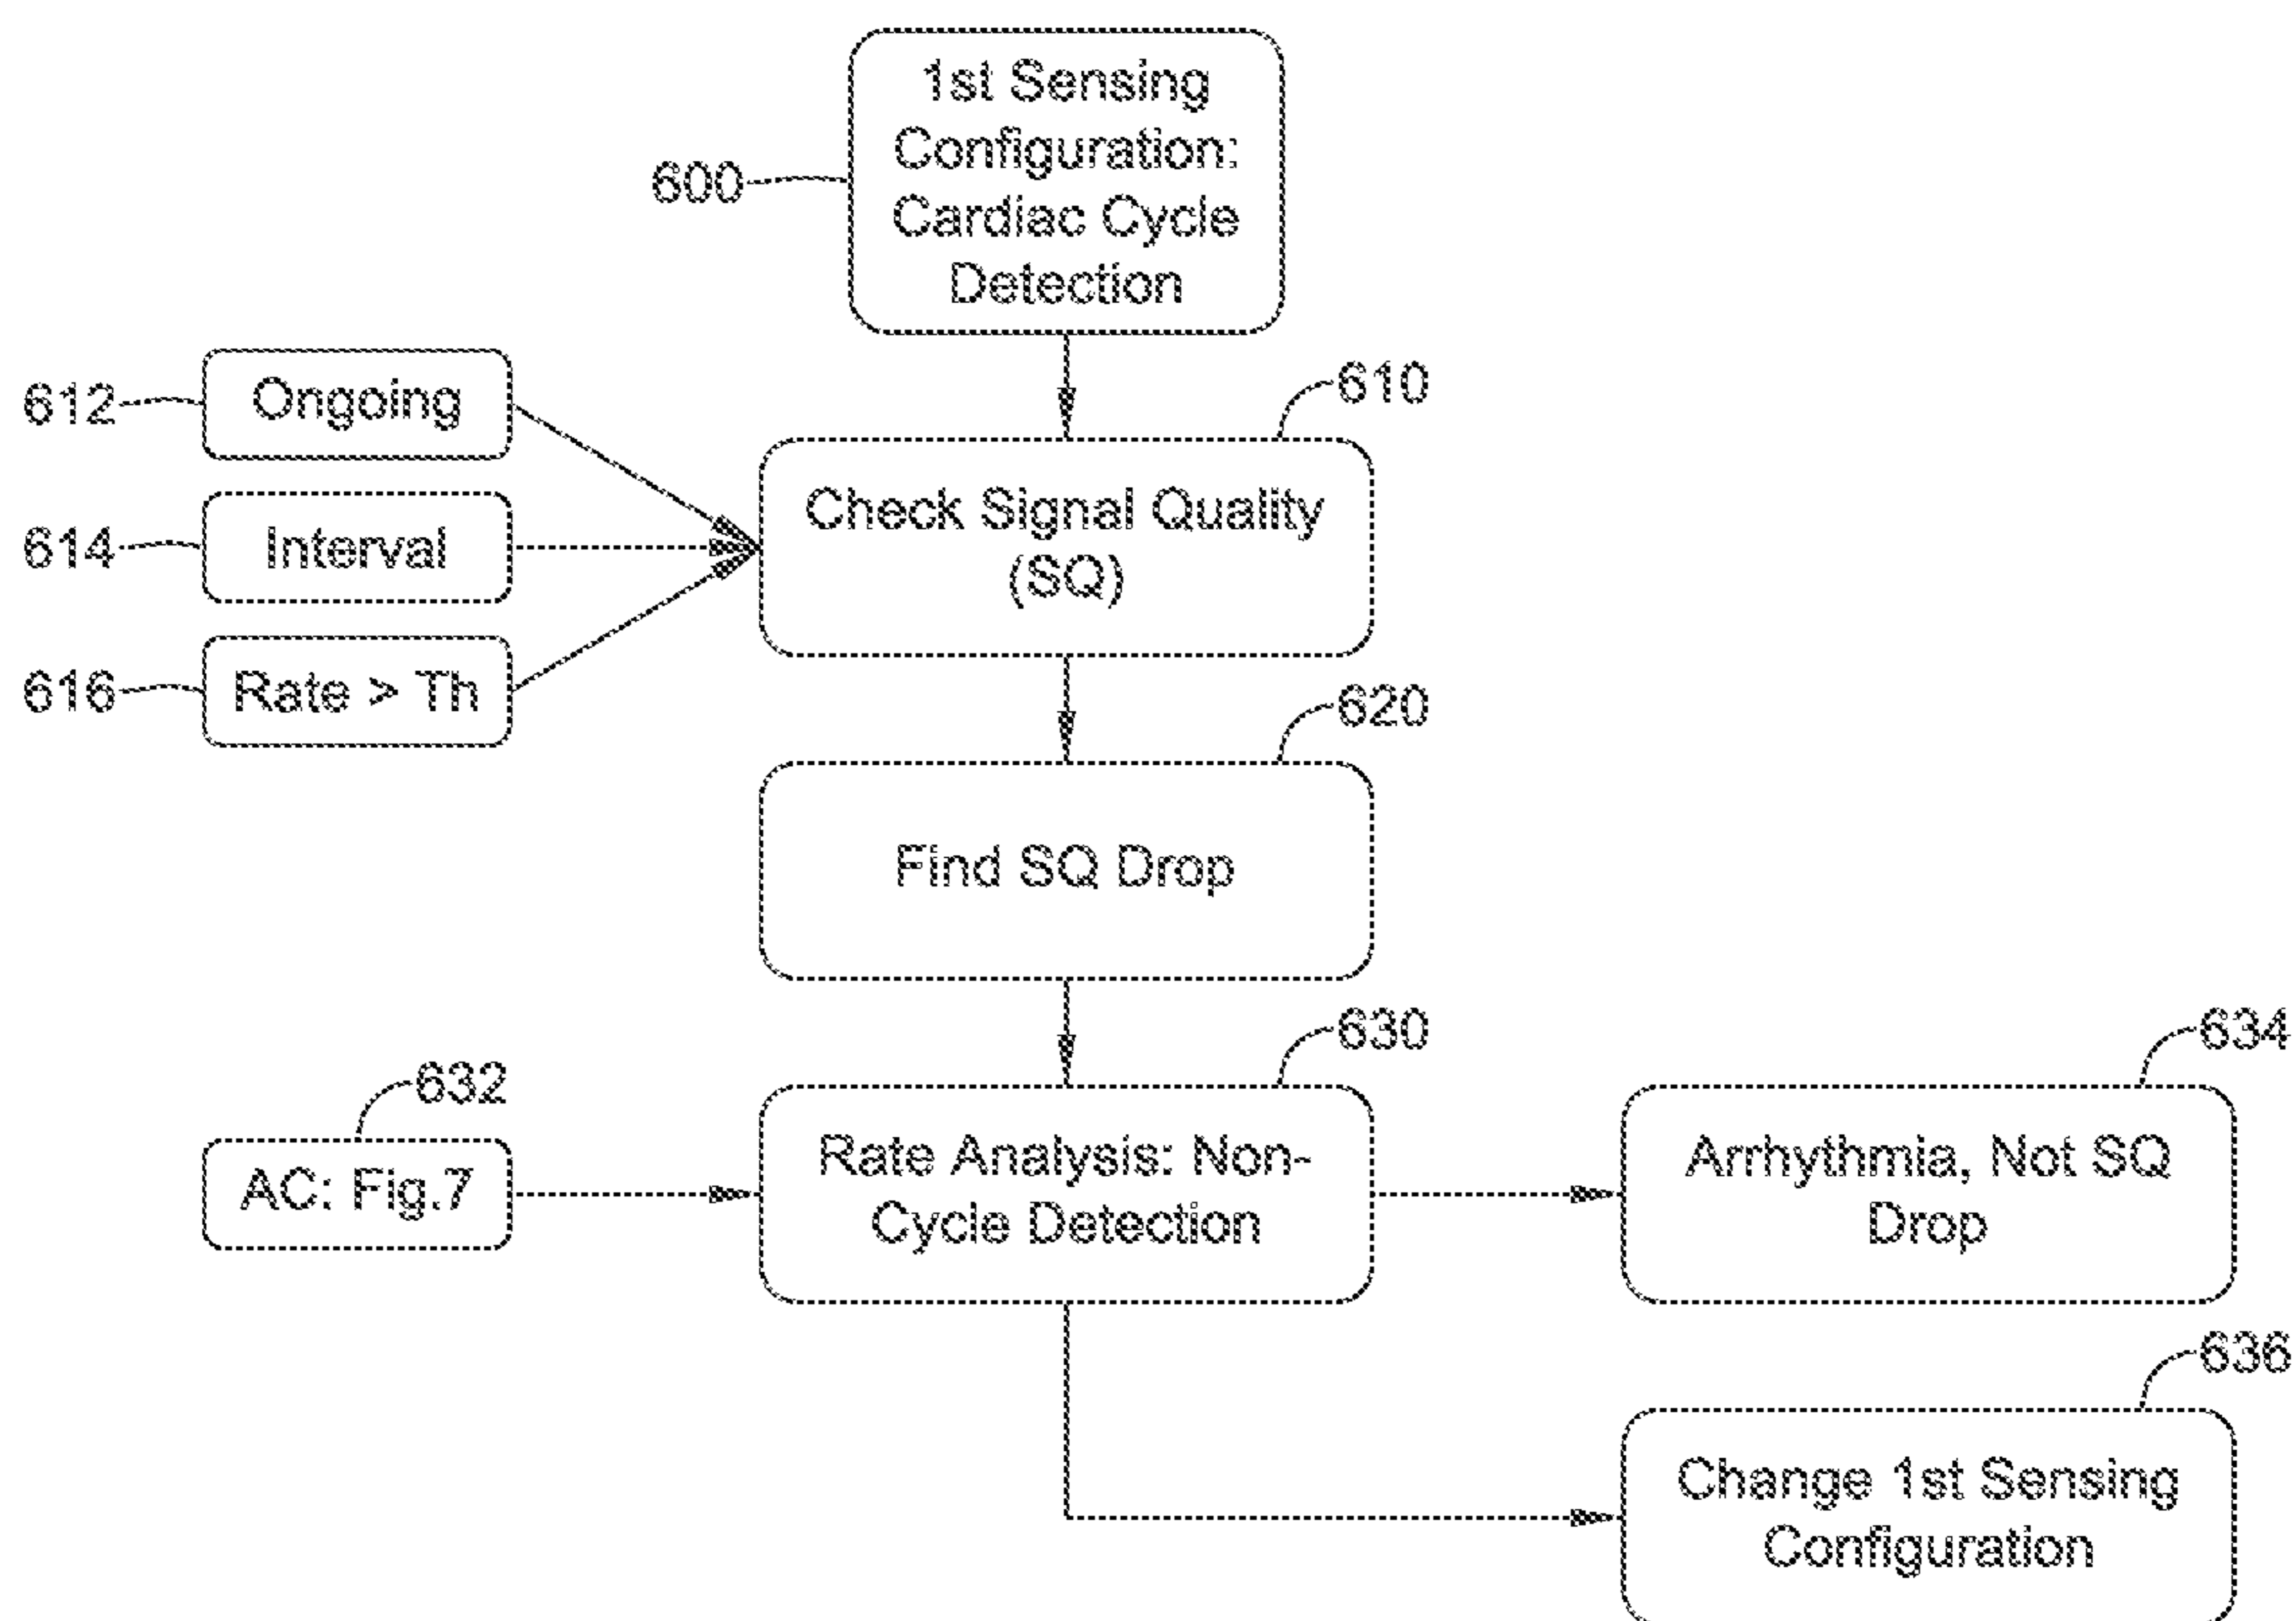 1st Sensing
Configuration:
Cardiac Cycle
Detection
600
610
612
Ongoing
Check Signal Quality
(SQ)
614
Interval
616
Rate > Th
620
Find SQ Drop
630
632
AC: Fig.7
Rate Analysis: Non-
Cycle Detection
634
Arrhythmia, Not SQ
Drop
636
Change 1st Sensing
Configuration